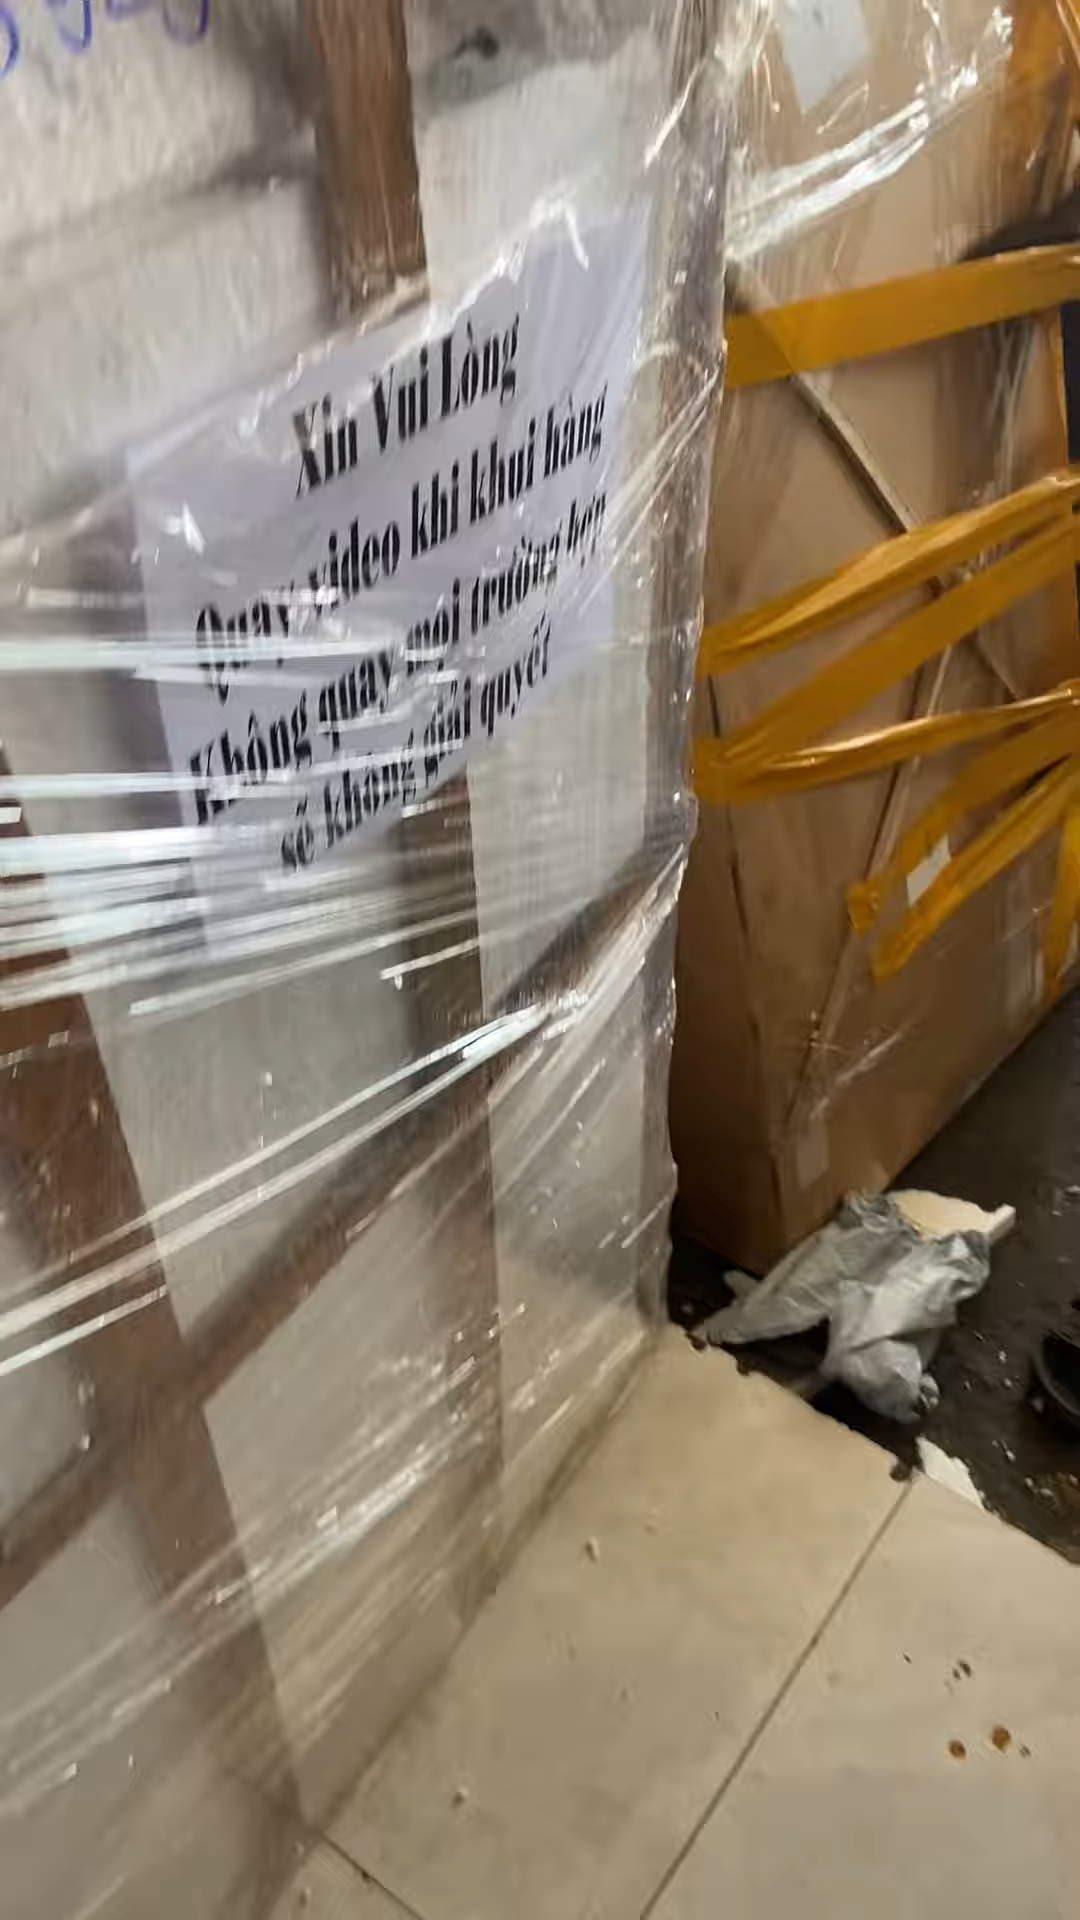 Xin Vui Lòng
Quay video khi khui hàng
Không quay mọi trường hợp
sẽ không giải quyết